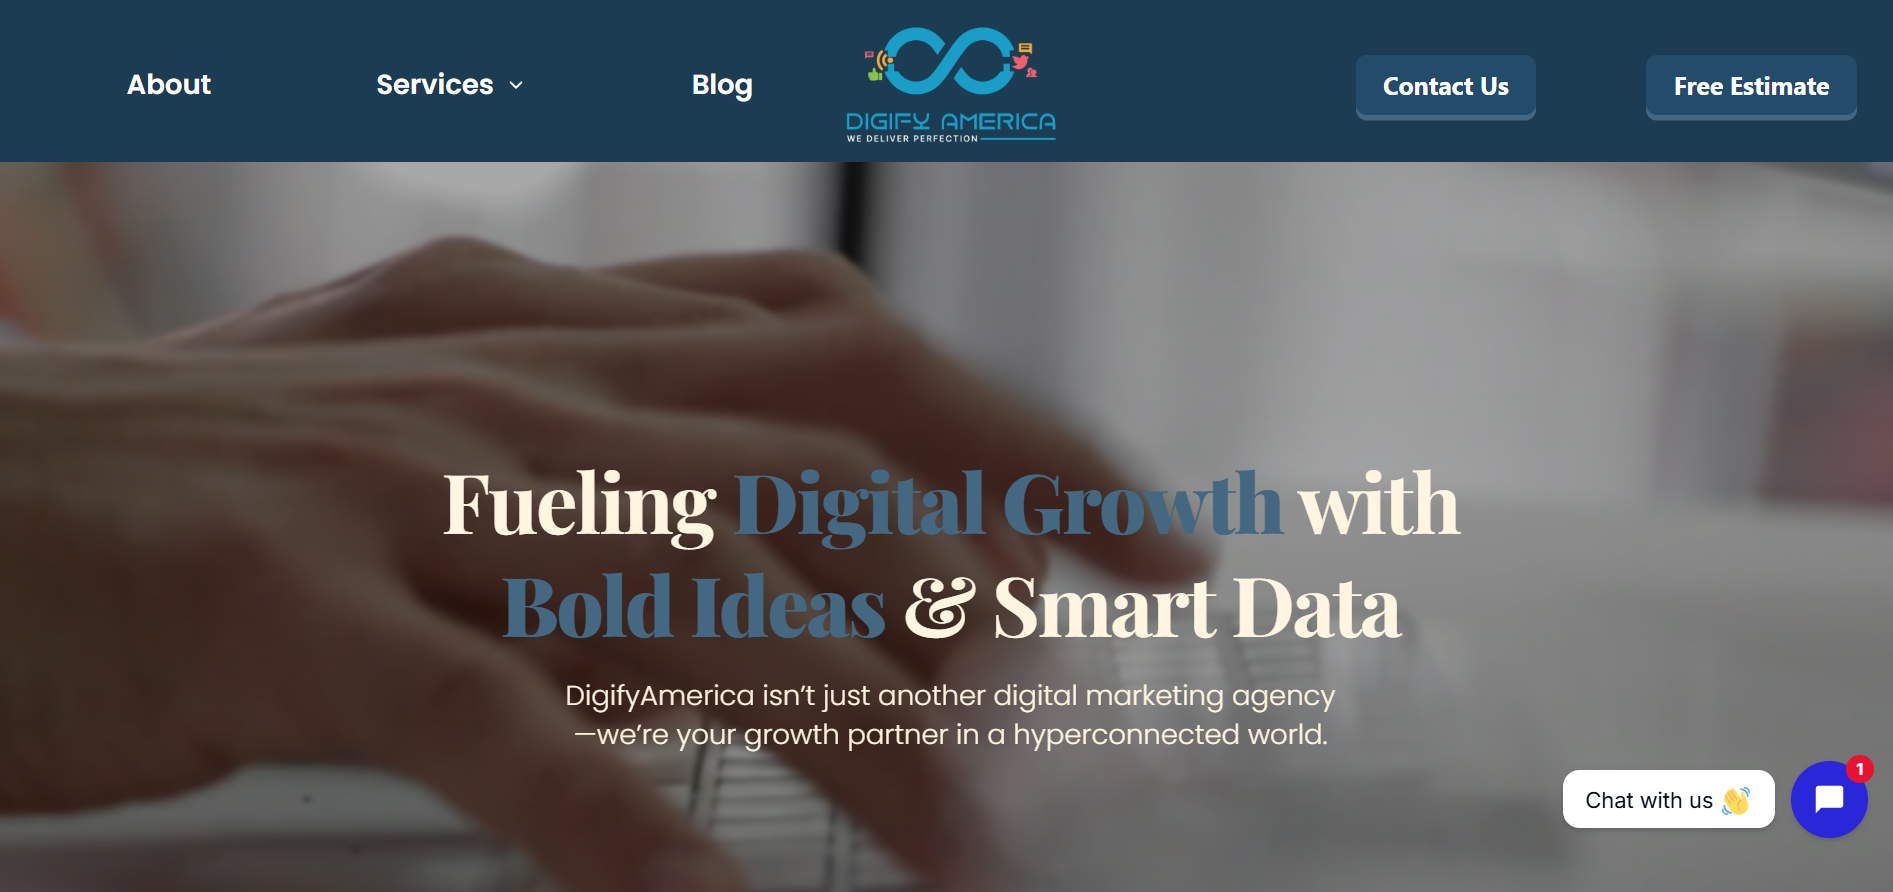 About
Services
Blog
DIGIFY AMERICA
WE DELIVER PERFECTION
Contact Us
Free Estimate
Fueling Digital Growth with
Bold Ideas & Smart Data
DigifyAmerica isn’t just another digital marketing agency
—we’re your growth partner in a hyperconnected world.
1
Chat with us 👋